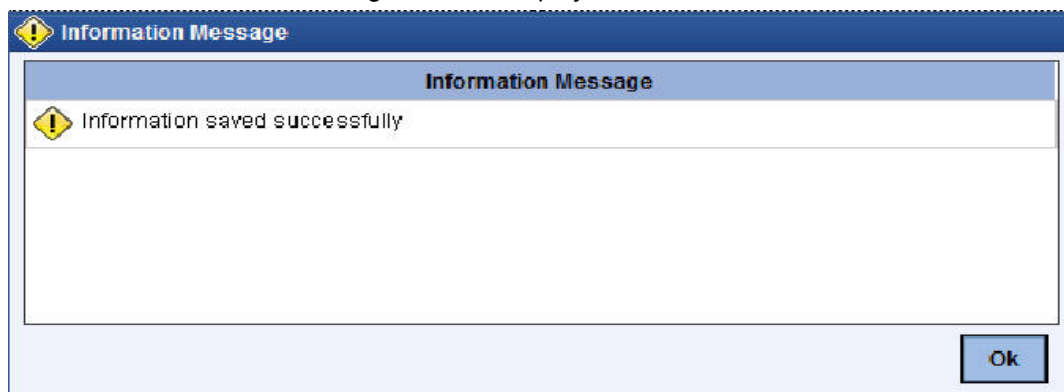 Information Message
Information Message
Information saved successfully
Ok